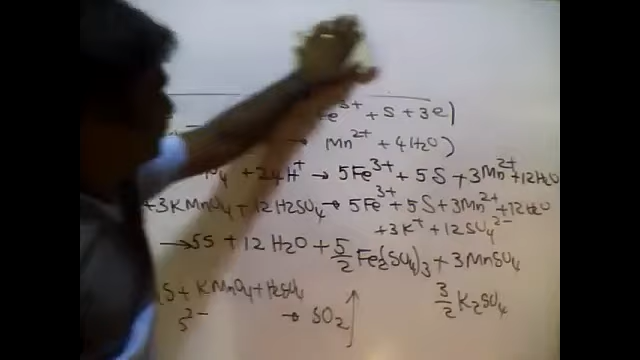 e³⁺ + S + 3e)
→ Mn²⁺ + 4H₂O)
O₄ + 24H⁺ → 5Fe³⁺ + 5S + 3Mn²⁺ + 12H₂O
+ 3KMnO₄ + 12H₂SO₄ → 5Fe³⁺ + 5S + 3Mn²⁺ + 12H₂O
+ 3K⁺ + 12SO₄²⁻
→ 5S + 12H₂O + 5/2 Fe₂(SO₄)₃ + 3MnSO₄
S + KMnO₄ + H₂SO₄
3/2 K₂SO₄
S²⁻ → SO₂ ↑